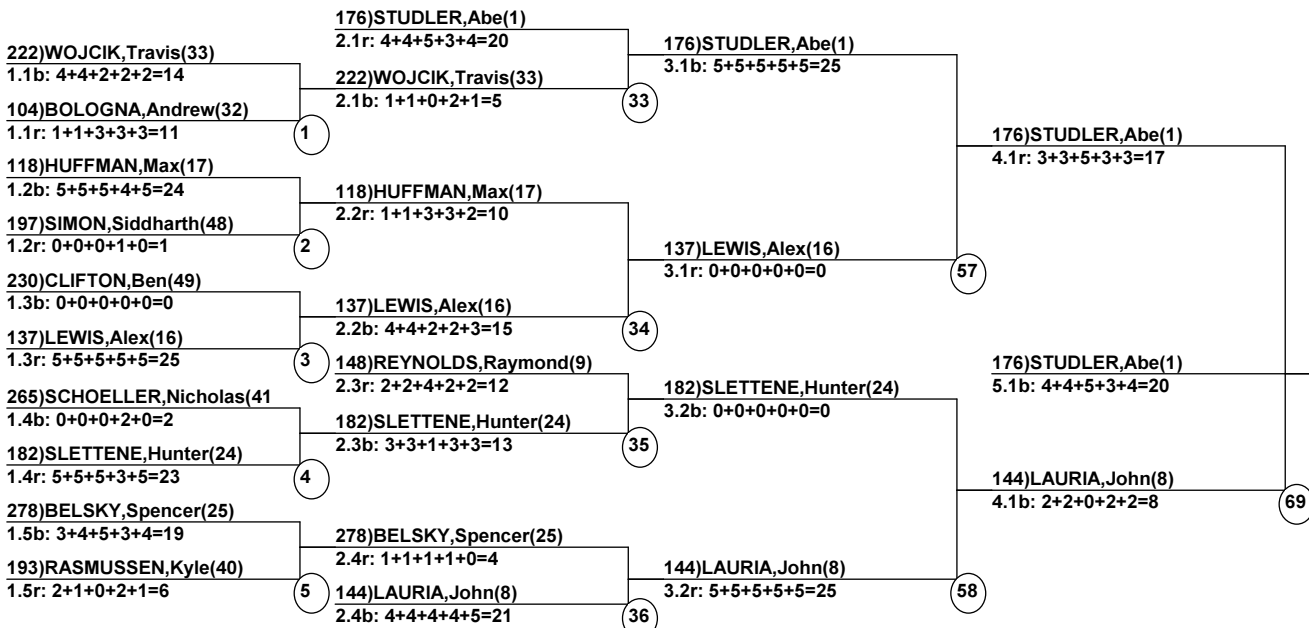 222)WOJCIK,Travis(33)
1.1b: 4+4+2+2+2=14
104)BOLOGNA,Andrew(32)
1.1r: 1+1+3+3+3=11
1
118)HUFFMAN,Max(17)
1.2b: 5+5+5+4+5=24
197)SIMON,Siddharth(48)
1.2r: 0+0+0+1+0=1
2
230)CLIFTON,Ben(49)
1.3b: 0+0+0+0+0=0
137)LEWIS,Alex(16)
1.3r: 5+5+5+5+5=25
3
265)SCHOELLER,Nicholas(41
1.4b: 0+0+0+2+0=2
182)SLETTENE,Hunter(24)
1.4r: 5+5+5+3+5=23
4
278)BELSKY,Spencer(25)
1.5b: 3+4+5+3+4=19
193)RASMUSSEN,Kyle(40)
1.5r: 2+1+0+2+1=6
5
176)STUDLER,Abe(1)
2.1r: 4+4+5+3+4=20
222)WOJCIK,Travis(33)
2.1b: 1+1+0+2+1=5
33
118)HUFFMAN,Max(17)
2.2r: 1+1+3+3+2=10
137)LEWIS,Alex(16)
2.2b: 4+4+2+2+3=15
34
148)REYNOLDS,Raymond(9)
2.3r: 2+2+4+2+2=12
182)SLETTENE,Hunter(24)
2.3b: 3+3+1+3+3=13
35
278)BELSKY,Spencer(25)
2.4r: 1+1+1+1+0=4
144)LAURIA,John(8)
2.4b: 4+4+4+4+5=21
36
176)STUDLER,Abe(1)
3.1b: 5+5+5+5+5=25
137)LEWIS,Alex(16)
3.1r: 0+0+0+0+0=0
57
182)SLETTENE,Hunter(24)
3.2b: 0+0+0+0+0=0
144)LAURIA,John(8)
3.2r: 5+5+5+5+5=25
58
176)STUDLER,Abe(1)
4.1r: 3+3+5+3+3=17
144)LAURIA,John(8)
4.1b: 2+2+0+2+2=8
69
176)STUDLER,Abe(1)
5.1b: 4+4+5+3+4=20